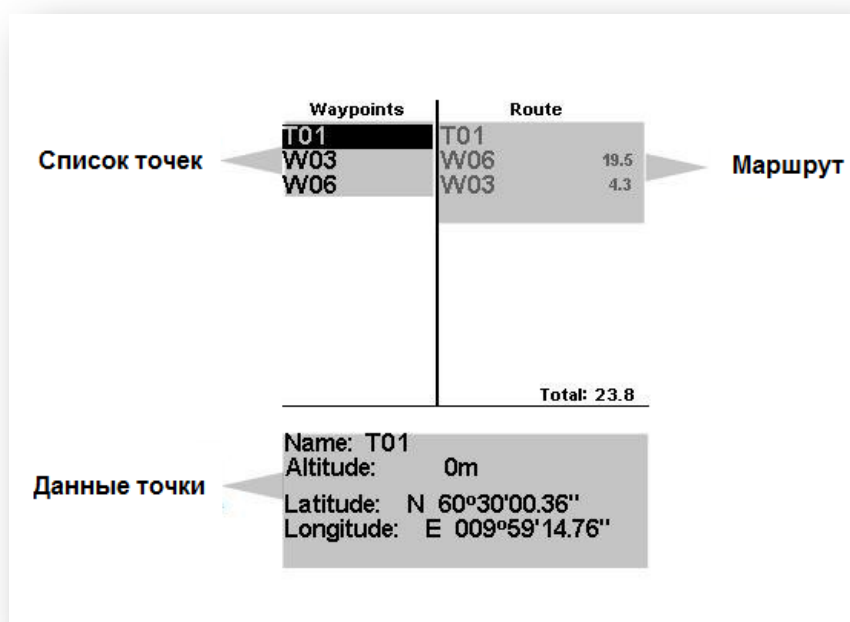 Waypoints
Route
Список точек
T01
W03
W06
T01
W06 19.5
W03 4.3
Маршрут
Total: 23.8
Данные точки
Name: T01
Altitude: 0m
Latitude: N 60º30'00.36"
Longitude: E 009º59'14.76"